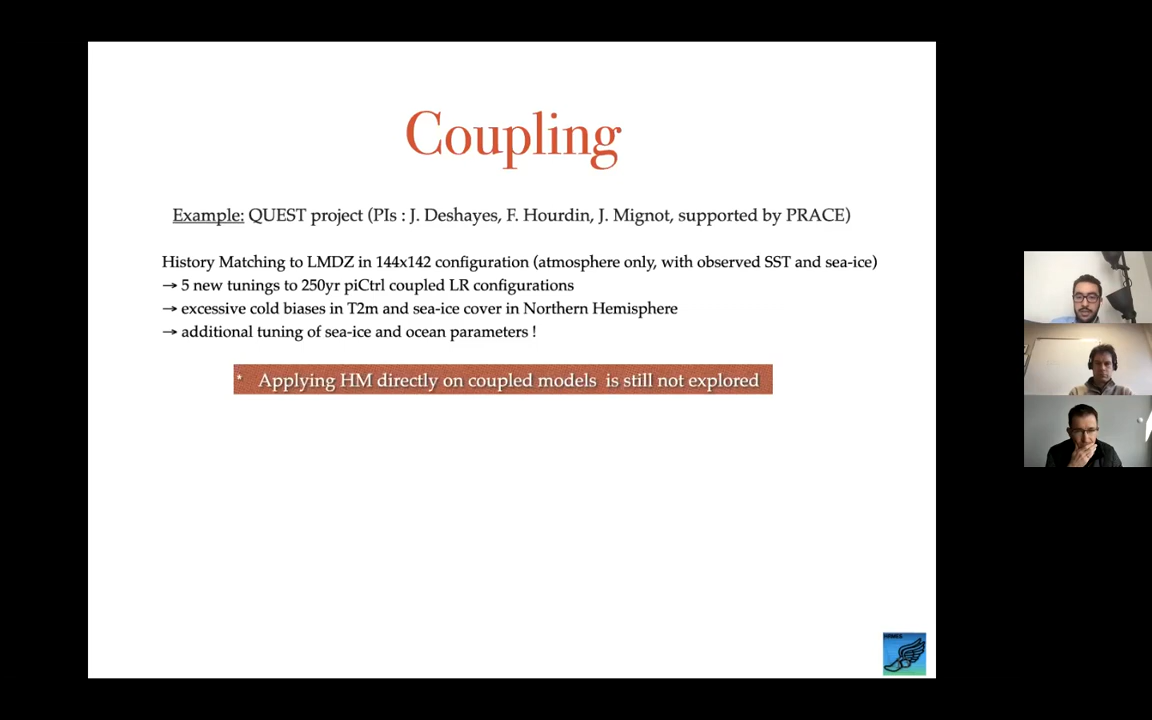 Coupling
Example: QUEST project (PIs : J. Deshayes, F. Hourdin, J. Mignot, supported by PRACE)
History Matching to LMDZ in 144x142 configuration (atmosphere only, with observed SST and sea-ice)
→ 5 new tunings to 250yr piCtrl coupled LR configurations
→ excessive cold biases in T2m and sea-ice cover in Northern Hemisphere
→ additional tuning of sea-ice and ocean parameters !
* Applying HM directly on coupled models is still not explored